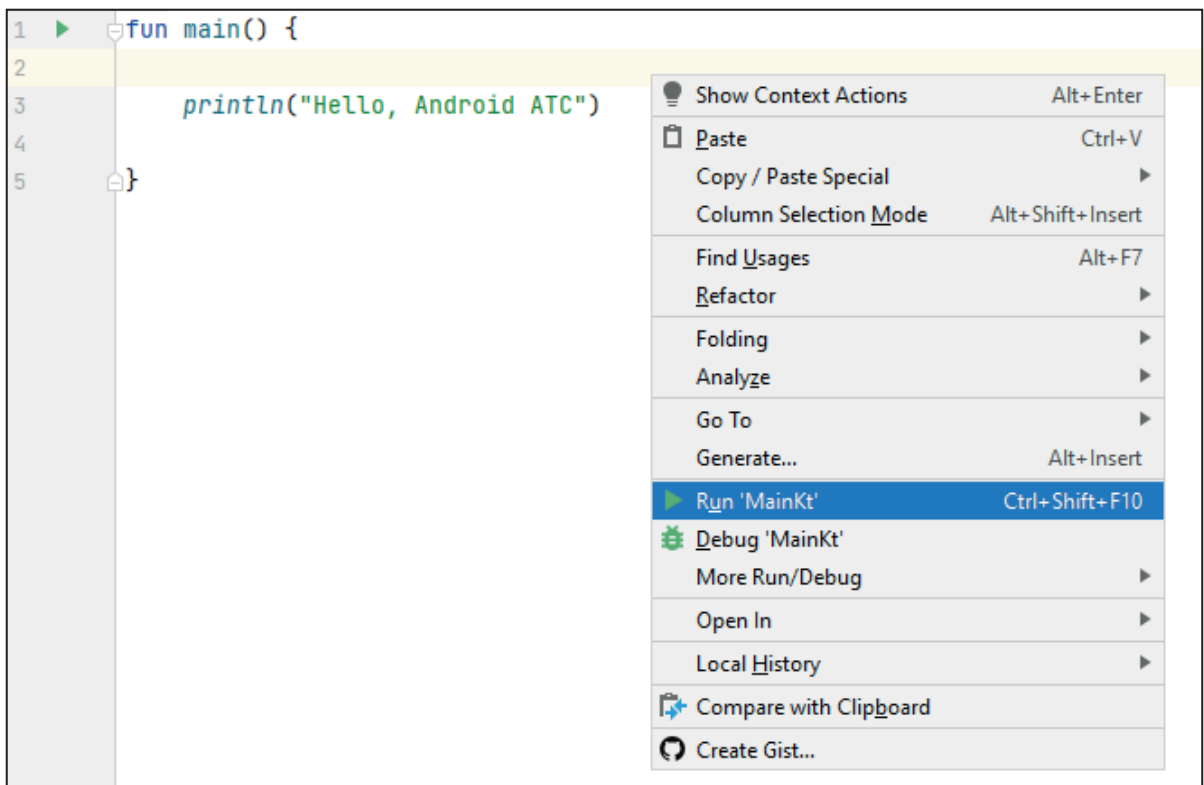 1 fun main() {
2
3 println("Hello, Android ATC")
4
5 }
Show Context Actions Alt+Enter
Paste Ctrl+V
Copy / Paste Special
Column Selection Mode Alt+Shift+Insert
Find Usages Alt+F7
Refactor
Folding
Analyze
Go To
Generate... Alt+Insert
Run 'MainKt' Ctrl+Shift+F10
Debug 'MainKt'
More Run/Debug
Open In
Local History
Compare with Clipboard
Create Gist...